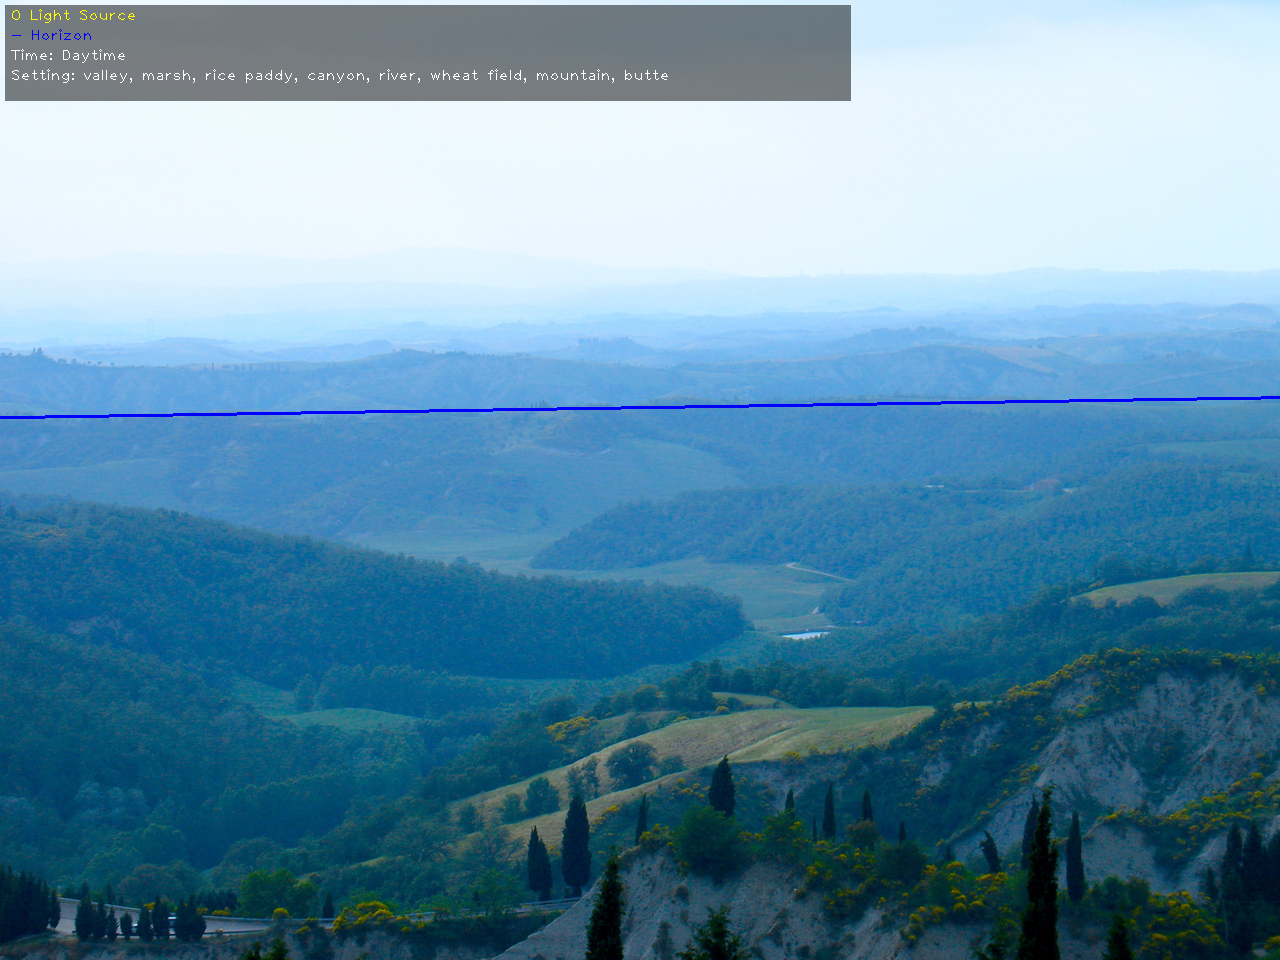 O Light Source
- Horizon
Time: Daytime
Setting: valley, marsh, rice paddy, canyon, river, wheat field, mountain, butte